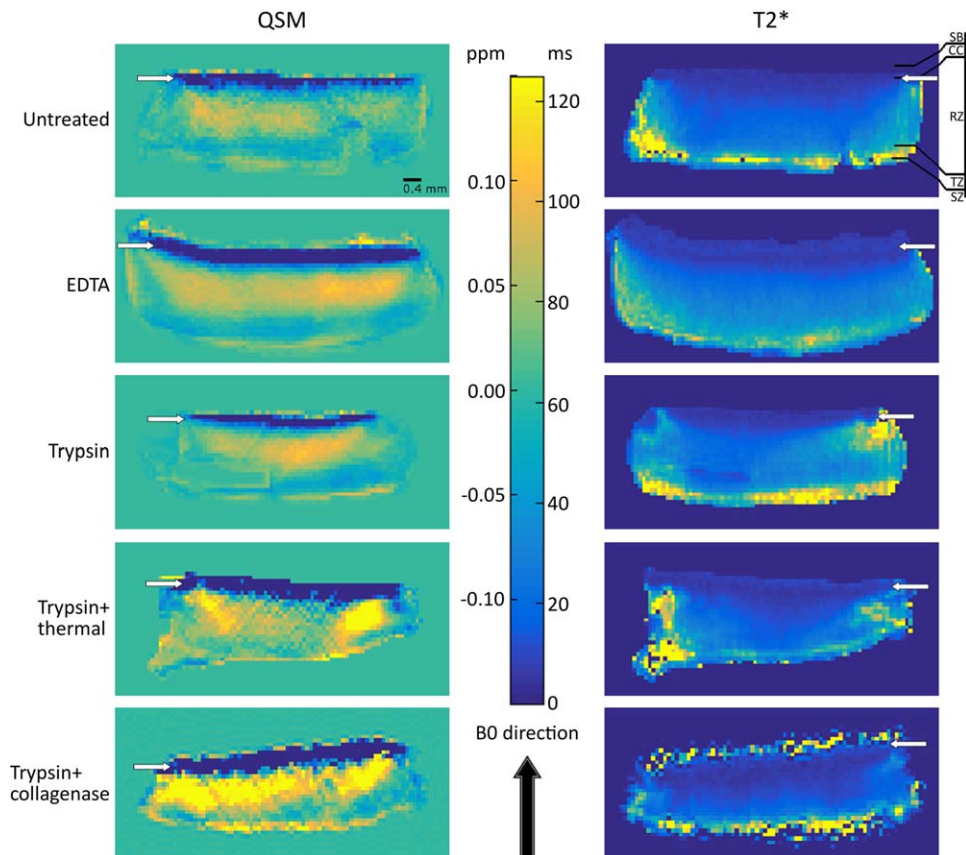 QSM
T2*
ppm
ms
SB
CC
RZ
TZ
SZ
Untreated
0.4 mm
EDTA
Trypsin
Trypsin+
thermal
Trypsin+
collagenase
0.10
0.05
0.00
-0.05
-0.10
120
100
80
60
40
20
0
B0 direction